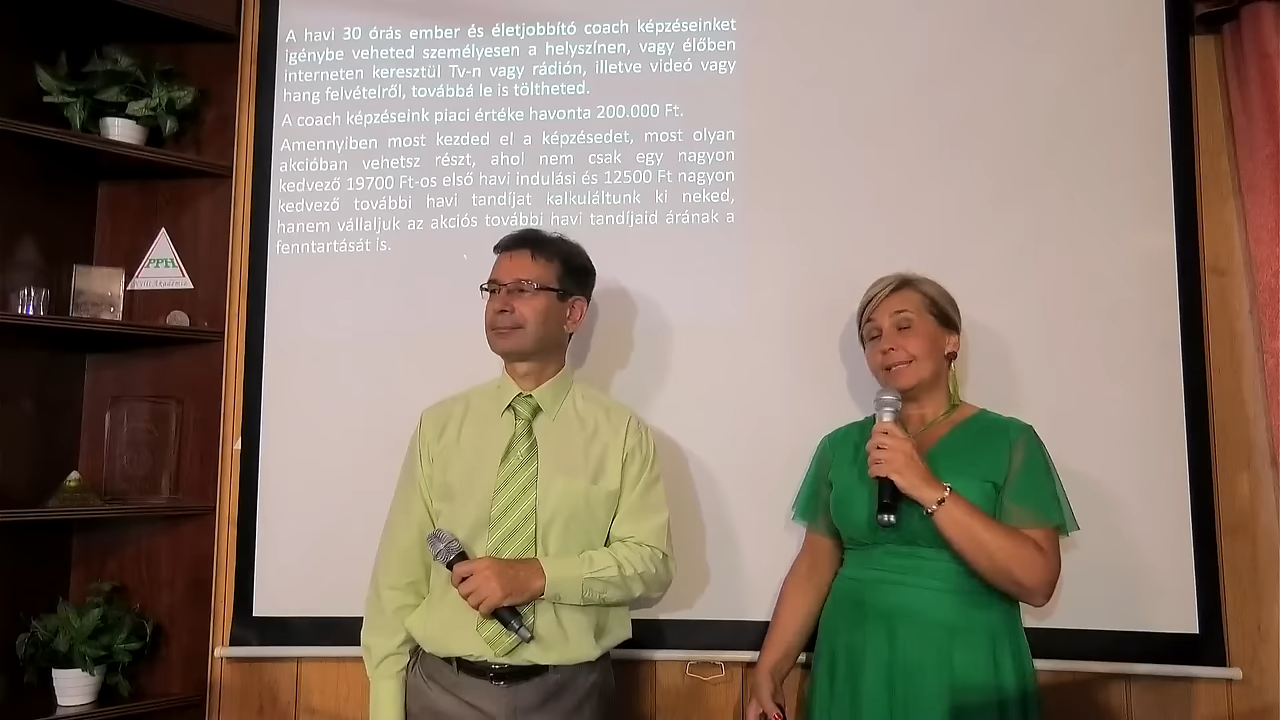 A havi 30 órás ember és életjobbító coach képzéseinket
igénybe veheted személyesen a helyszínen, vagy élőben
interneten keresztül Tv-n vagy rádión, illetve videó vagy
hang felvételről, továbbá le is töltheted.
A coach képzéseink piaci értéke havonta 200.000 Ft.
Amennyiben most kezded el a képzésedet, most olyan
akcióban vehetsz részt, ahol nem csak egy nagyon
kedvező 19700 Ft-os első havi indulási és 12500 Ft nagyon
kedvező további havi tandíjat kalkuláltunk ki neked,
hanem vállaljuk az akciós további havi tandíjaid árának a
fenntartását is.
PPH
Akadémia